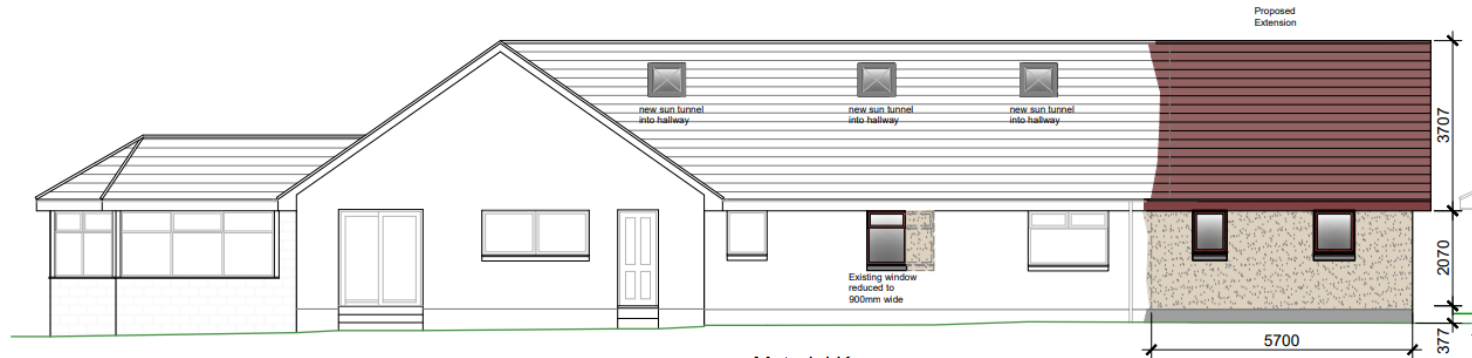 Proposed
Extension
new sun tunnel
into hallway
new sun tunnel
into hallway
new sun tunnel
into hallway
3707
Existing window
reduced to
900mm wide
2070
5700
377